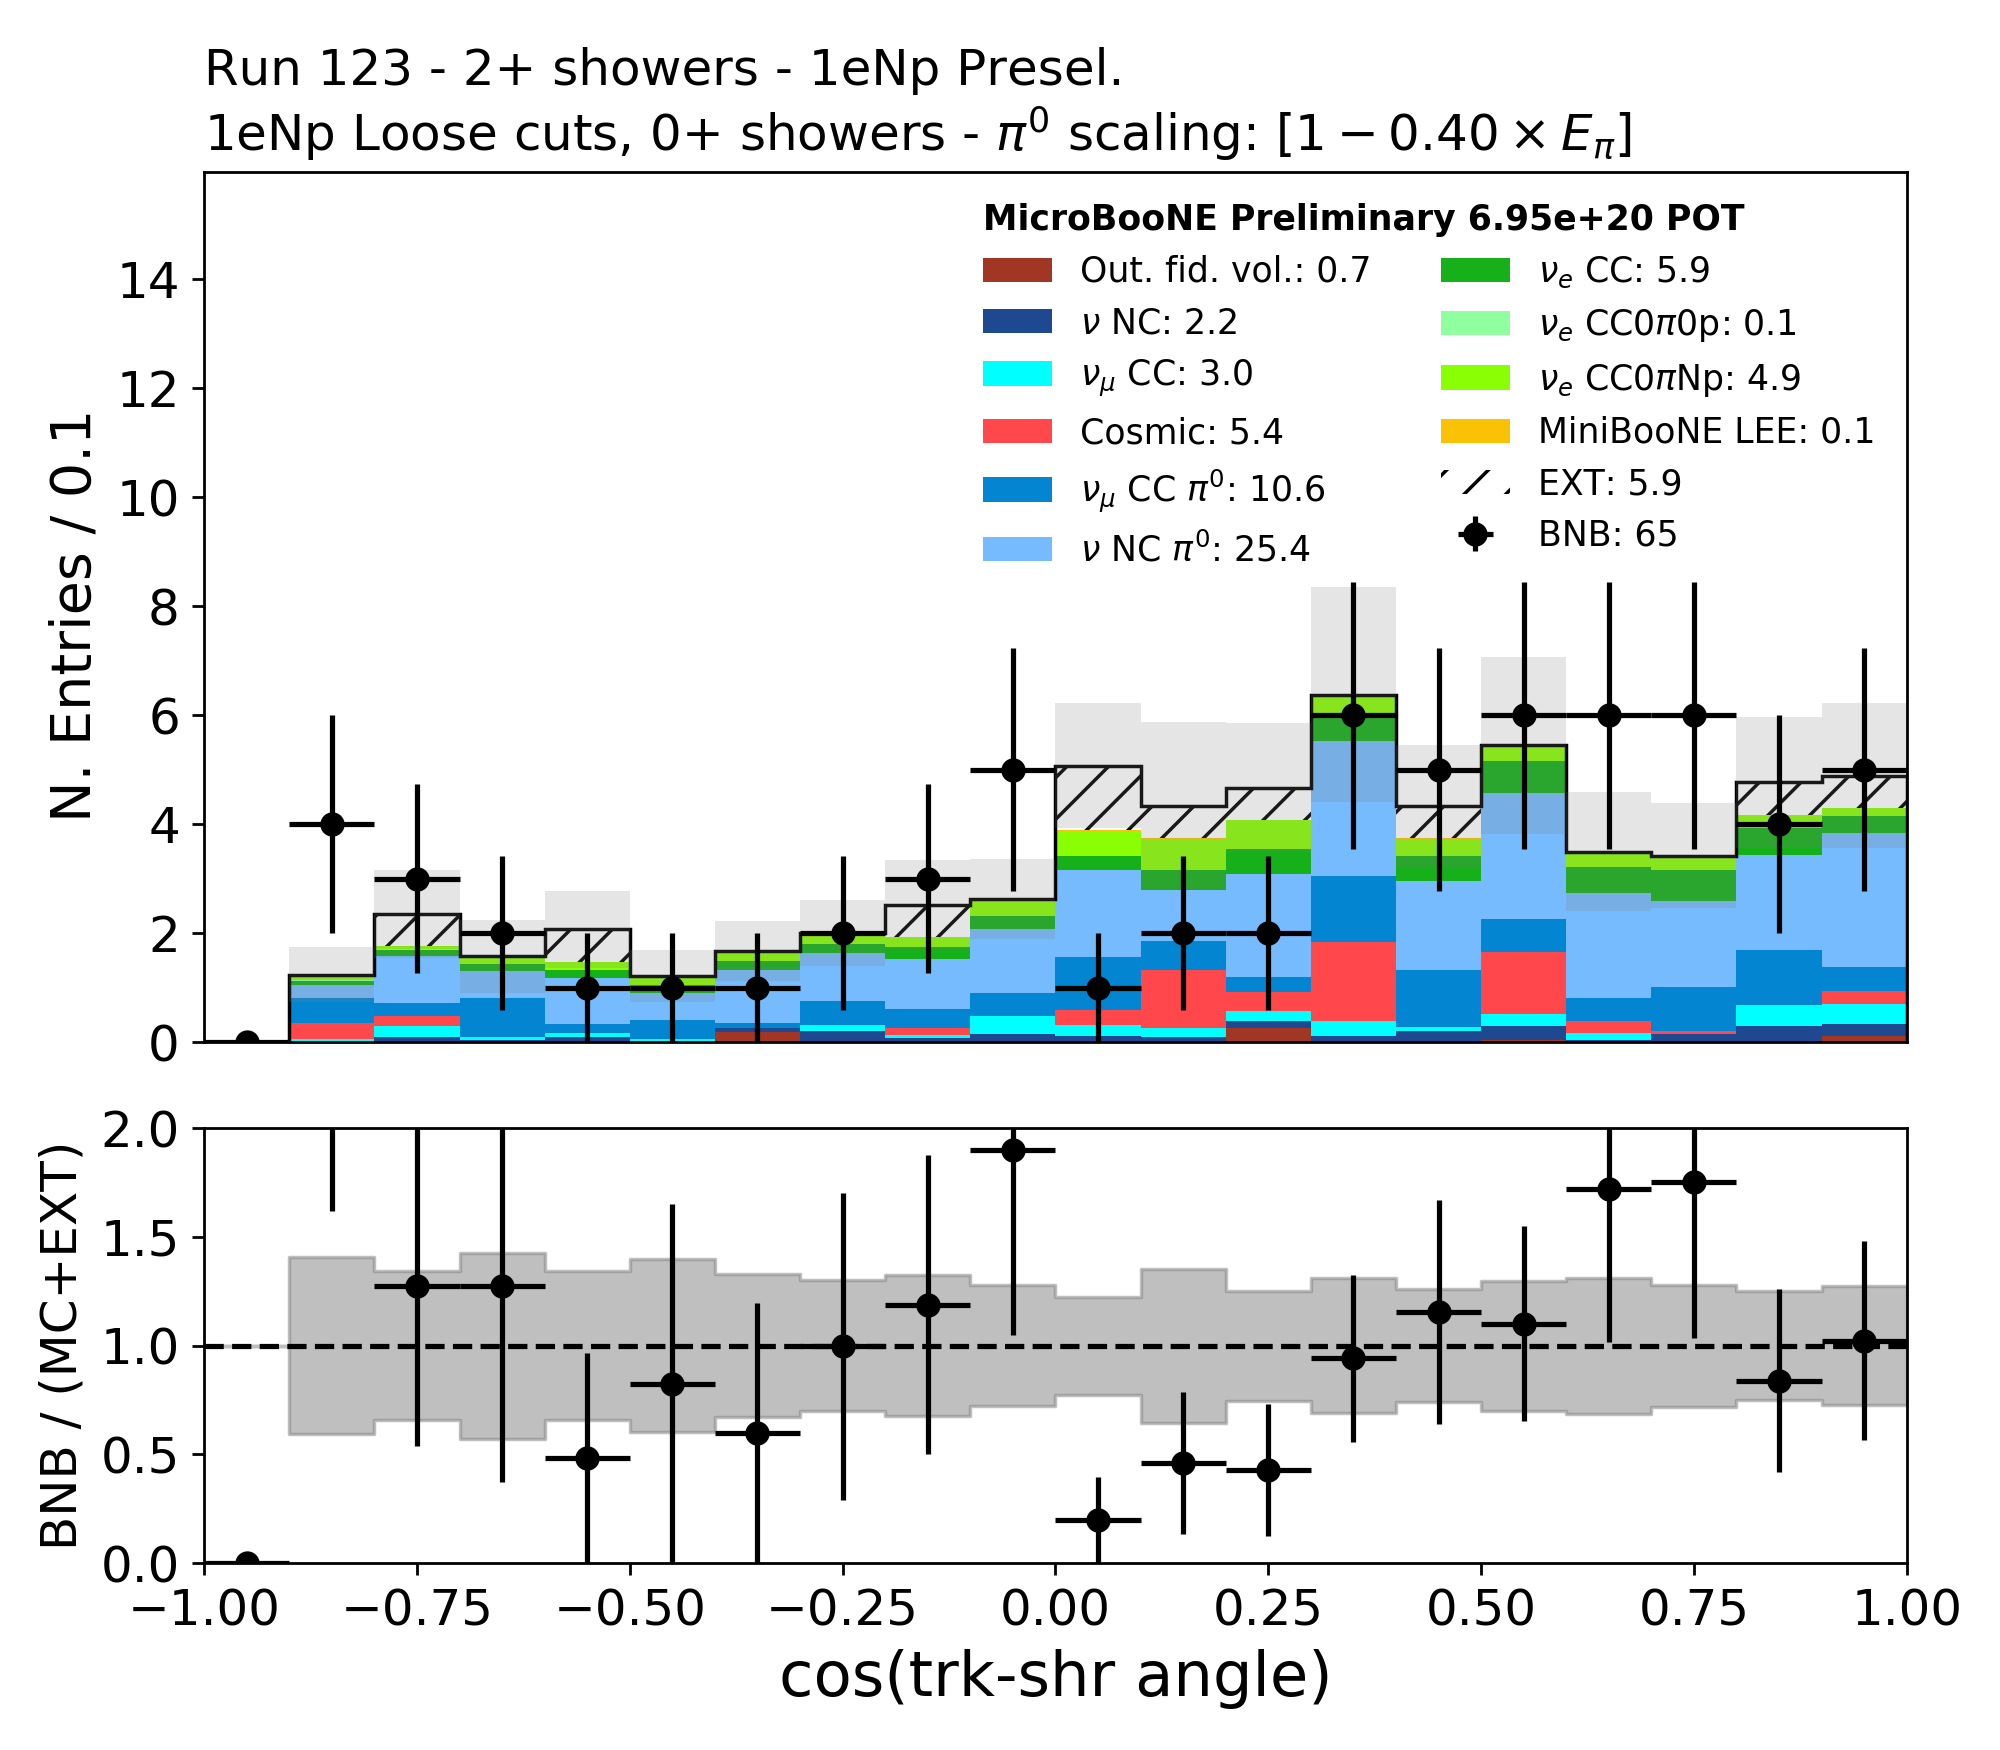 Run 123 - 2+ showers - 1eNp Presel.
1eNp Loose cuts, 0+ showers - π⁰ scaling: [1 − 0.40 × E_π]
MicroBooNE Preliminary 6.95e+20 POT
Out. fid. vol.: 0.7
ν NC: 2.2
ν_μ CC: 3.0
Cosmic: 5.4
ν_μ CC π⁰: 10.6
ν NC π⁰: 25.4
ν_e CC: 5.9
ν_e CC0π0p: 0.1
ν_e CC0πNp: 4.9
MiniBooNE LEE: 0.1
EXT: 5.9
BNB: 65
N. Entries / 0.1
14
12
10
8
6
4
2
0
BNB / (MC+EXT)
2.0
1.5
1.0
0.5
0.0
−1.00 −0.75 −0.50 −0.25 0.00 0.25 0.50 0.75 1.00
cos(trk-shr angle)